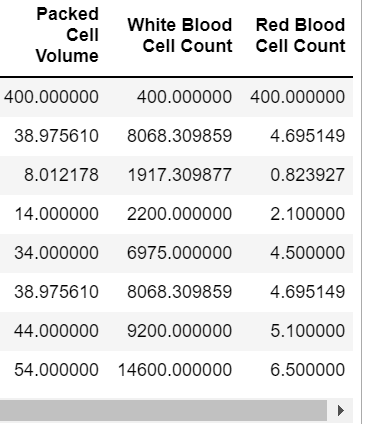 Packed Cell Volume White Blood Cell Count Red Blood Cell Count
400.000000 400.000000 400.000000
38.975610 8068.309859 4.695149
8.012178 1917.309877 0.823927
14.000000 2200.000000 2.100000
34.000000 6975.000000 4.500000
38.975610 8068.309859 4.695149
44.000000 9200.000000 5.100000
54.000000 14600.000000 6.500000